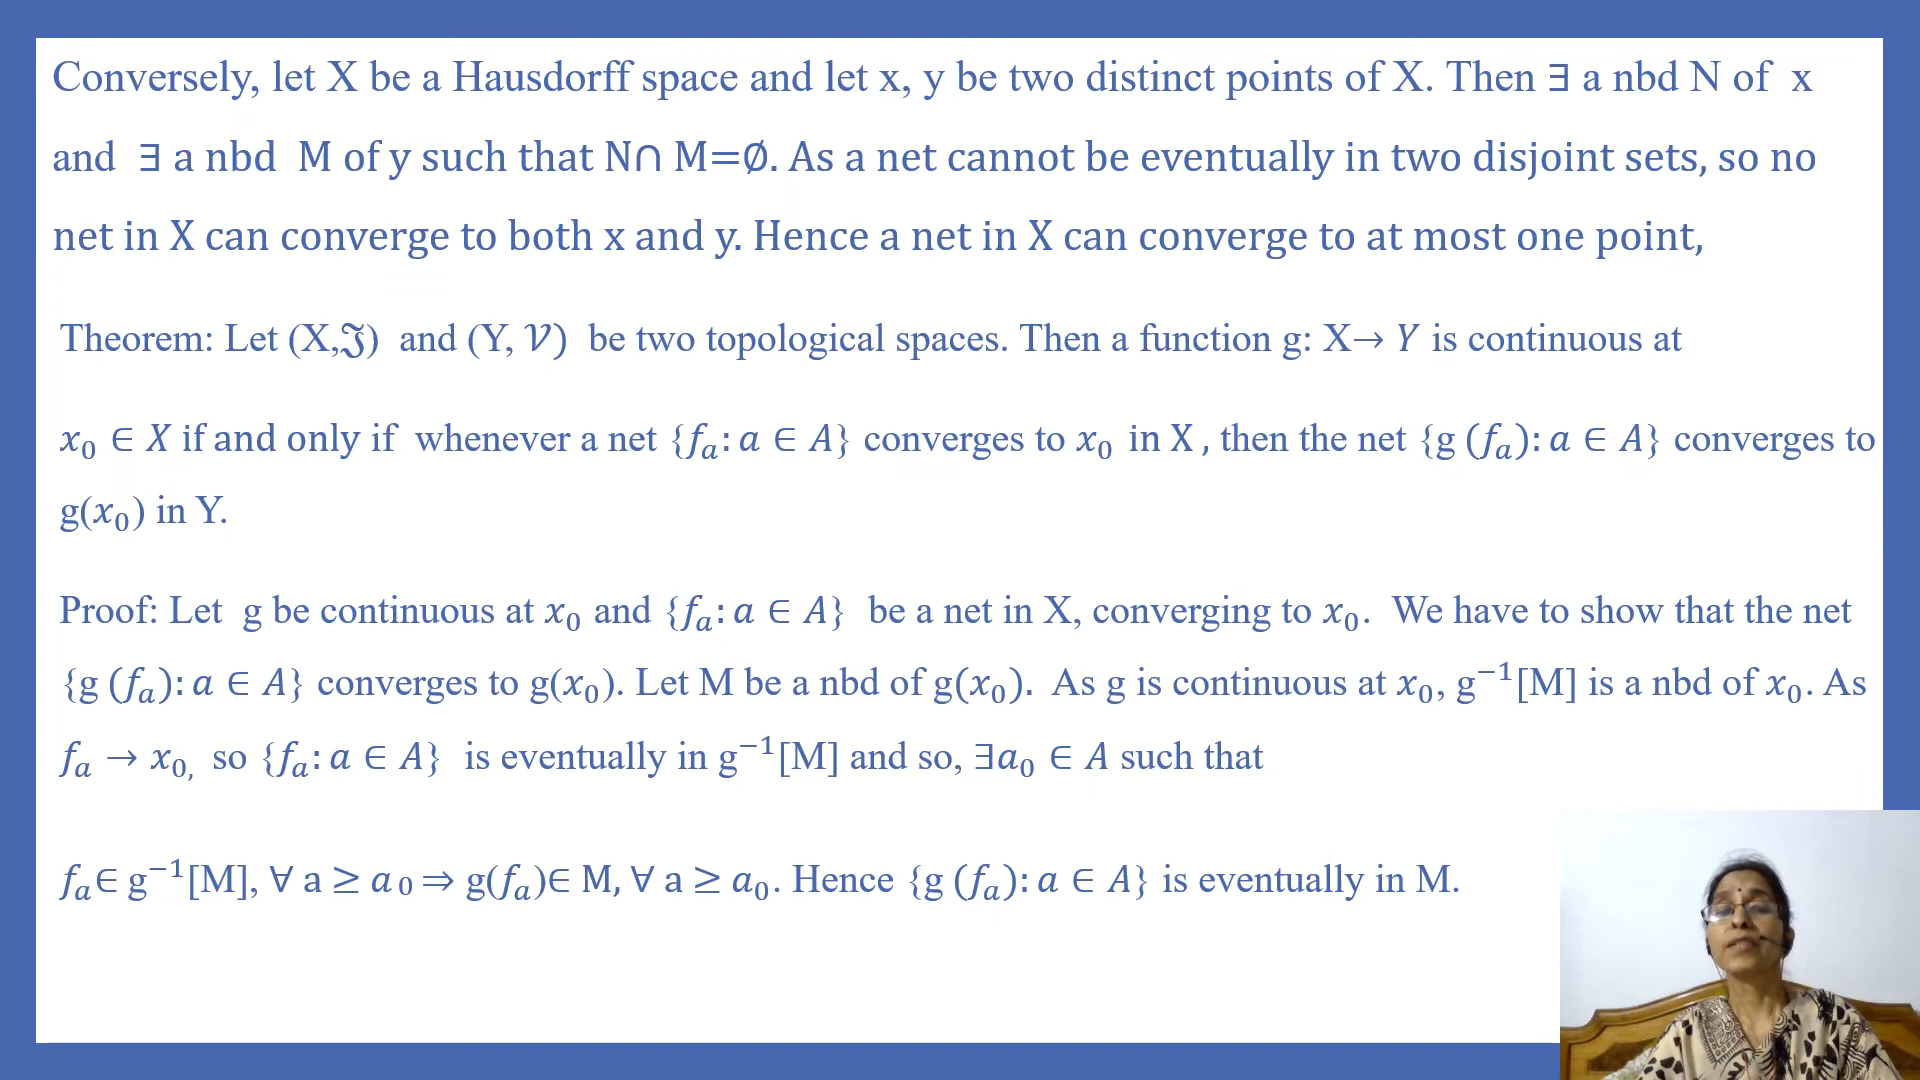 Conversely, let X be a Hausdorff space and let x, y be two distinct points of X. Then ∃ a nbd N of x
and ∃ a nbd M of y such that N∩ M=∅. As a net cannot be eventually in two disjoint sets, so no
net in X can converge to both x and y. Hence a net in X can converge to at most one point,
Theorem: Let (X,ℑ) and (Y, 𝒱) be two topological spaces. Then a function g: X→ Y is continuous at
x₀ ∈ X if and only if whenever a net {fₐ: a ∈ A} converges to x₀ in X , then the net {g (fₐ): a ∈ A} converges to
g(x₀) in Y.
Proof: Let g be continuous at x₀ and {fₐ: a ∈ A} be a net in X, converging to x₀. We have to show that the net
{g (fₐ): a ∈ A} converges to g(x₀). Let M be a nbd of g(x₀). As g is continuous at x₀, g⁻¹[M] is a nbd of x₀. As
fₐ → x₀, so {fₐ: a ∈ A} is eventually in g⁻¹[M] and so, ∃a₀ ∈ A such that
fₐ∈ g⁻¹[M], ∀ a ≥ a₀ ⇒ g(fₐ)∈ M, ∀ a ≥ a₀. Hence {g (fₐ): a ∈ A} is eventually in M.